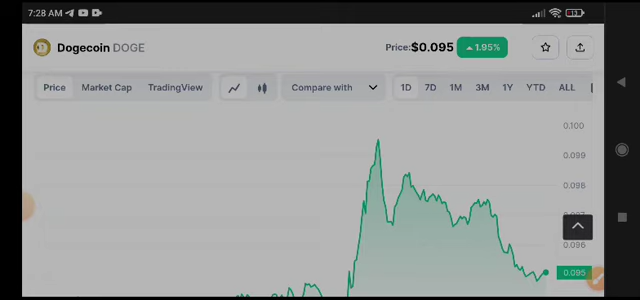 7:28 AM
13
Dogecoin DOGE
Price:$0.095
1.95%
Price
Market Cap
TradingView
Compare with
1D
7D
1M
3M
1Y
YTD
ALL
0.100
0.099
0.098
0.096
0.095